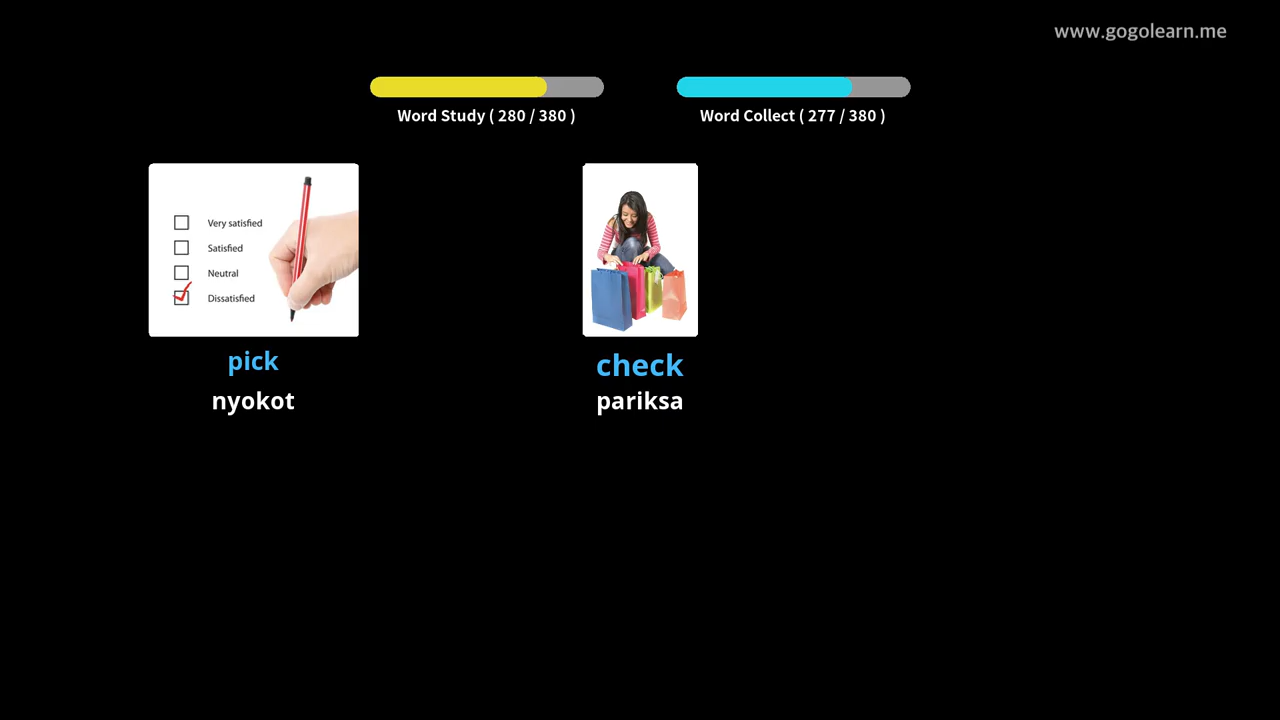 www.gogolearn.me
Word Study ( 280 / 380 )
Word Collect ( 277 / 380 )
Very satisfied
Satisfied
Neutral
Dissatisfied
pick
nyokot
check
pariksa